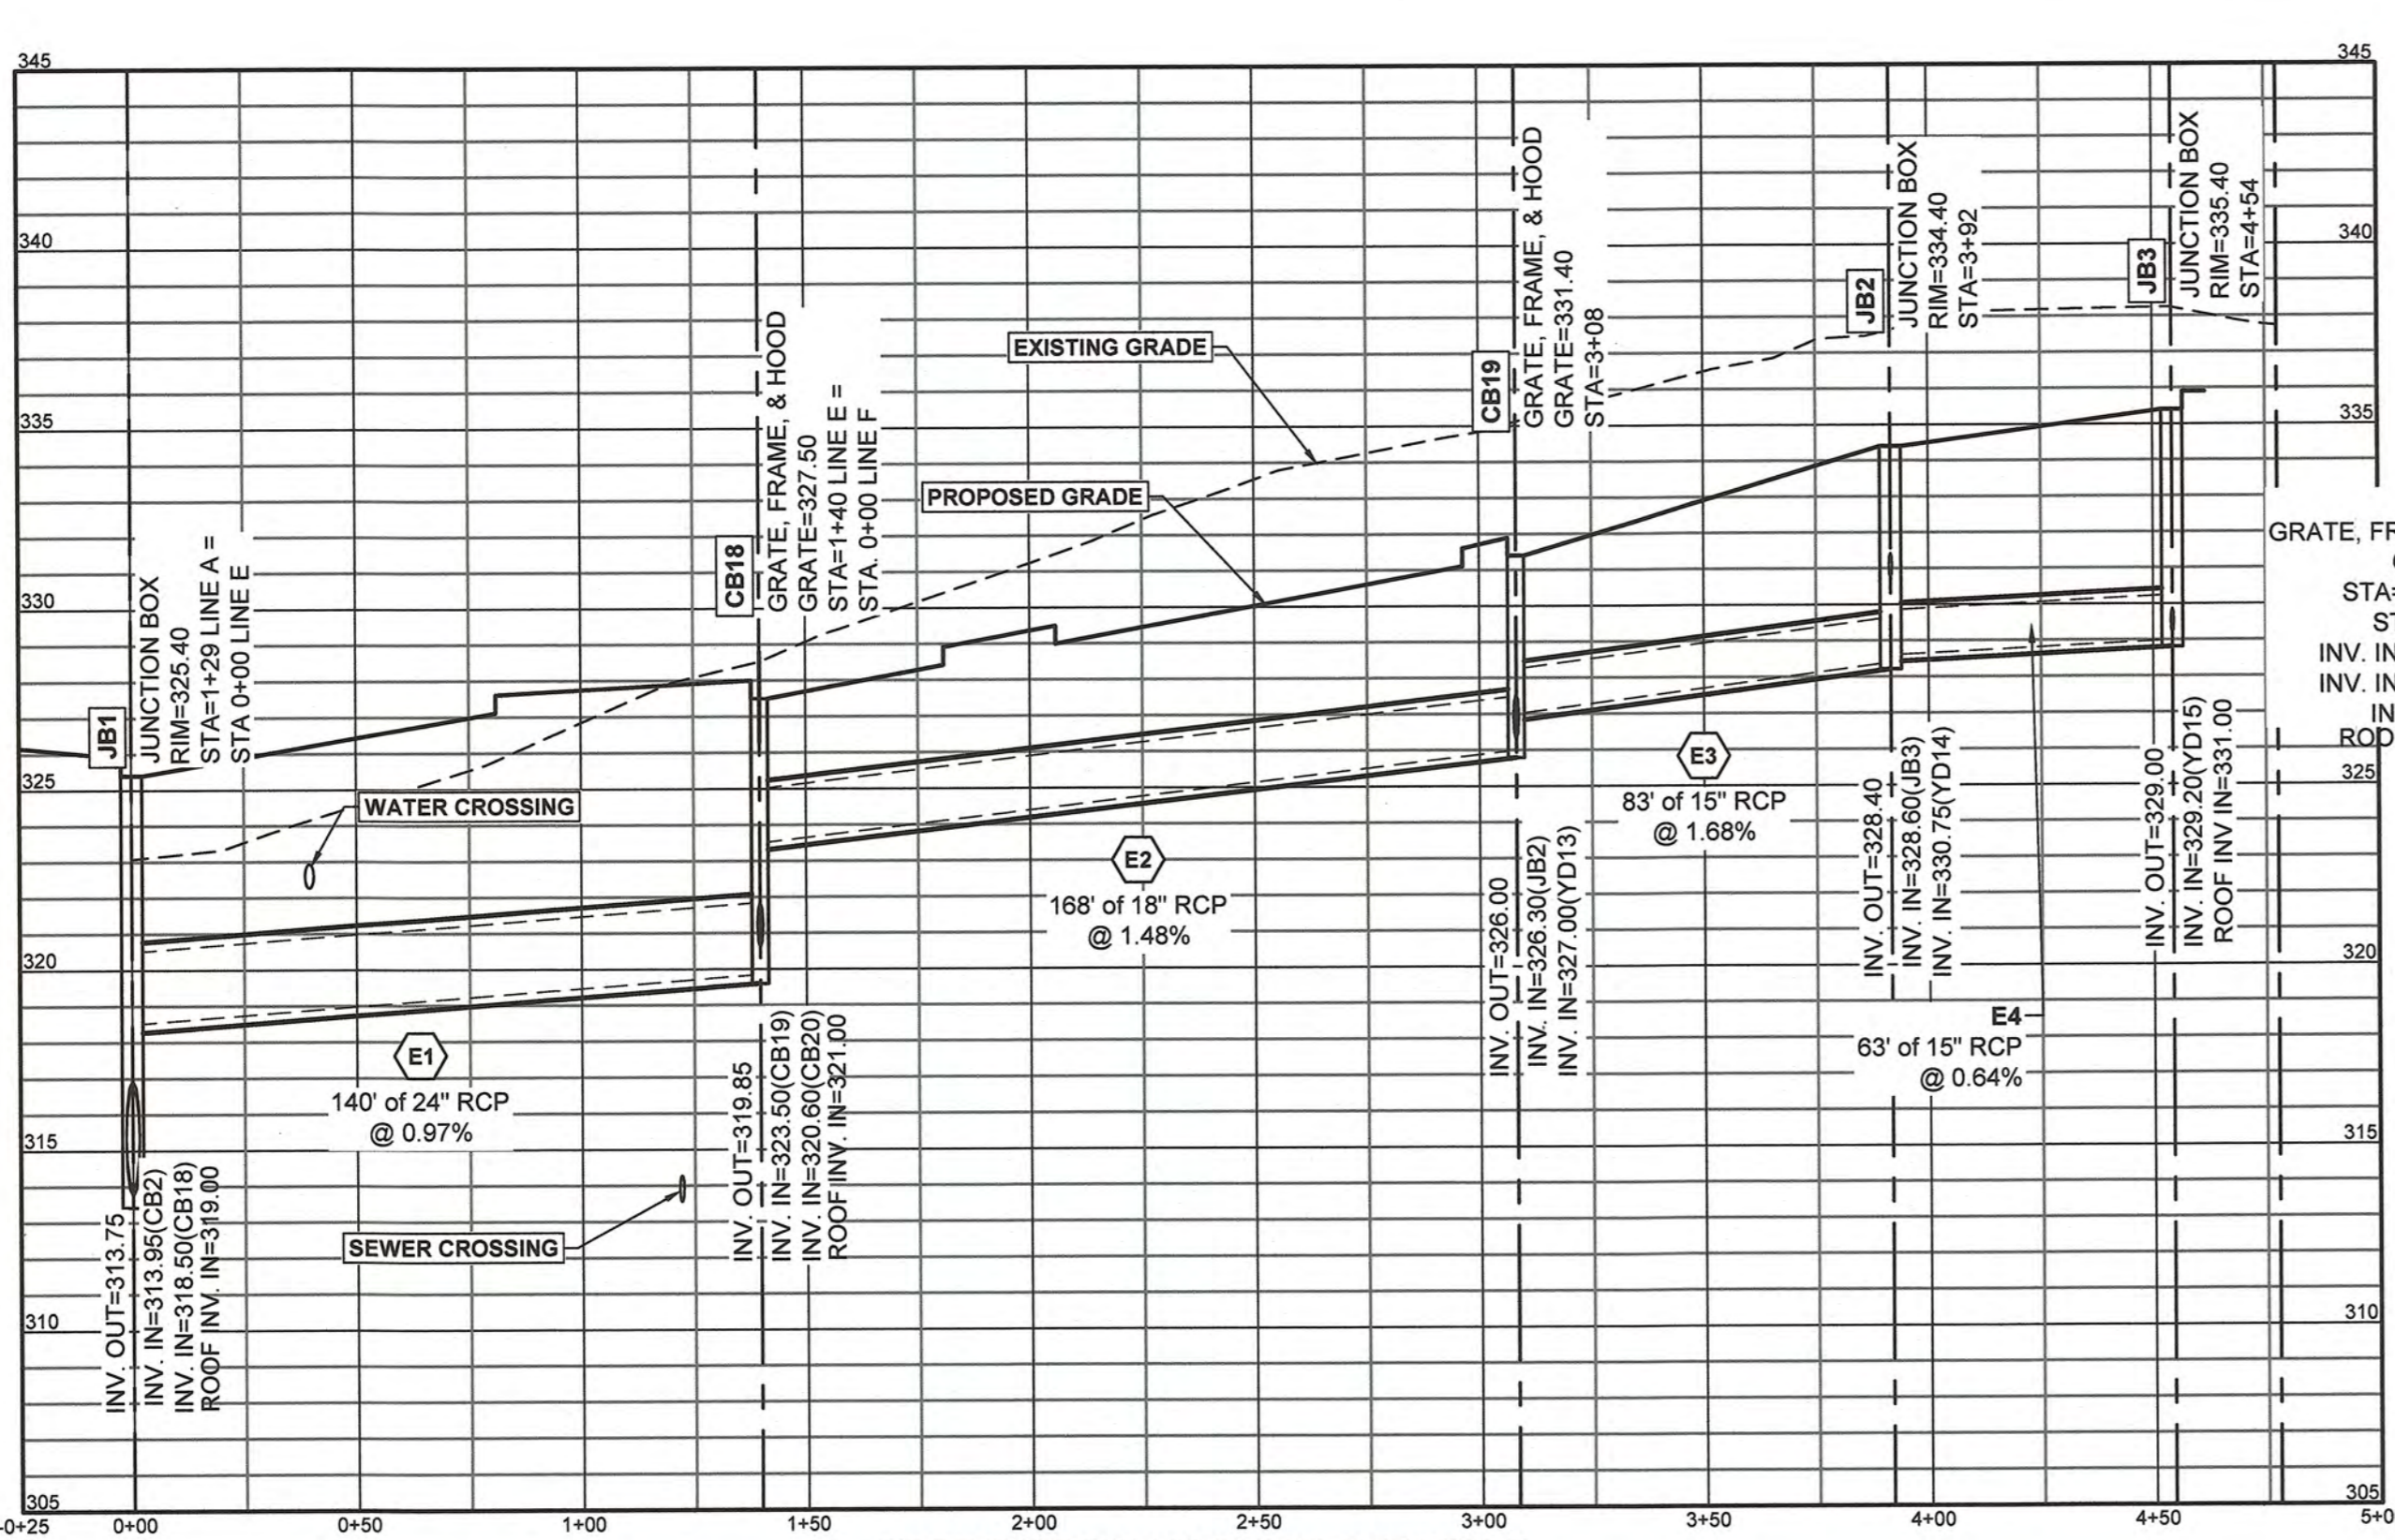 345
345
340
340
335
335
330
325
325
320
320
315
315
310
310
305
305
-0+25
0+00
0+50
1+00
1+50
2+00
2+50
3+00
3+50
4+00
4+50
5+0
JB1
JUNCTION BOX
RIM=325.40
STA=1+29 LINE A =
STA 0+00 LINE E
INV. OUT=313.75
INV. IN=313.95(CB2)
INV. IN=318.50(CB18)
ROOF INV. IN=319.00
WATER CROSSING
E1
140' of 24" RCP
@ 0.97%
SEWER CROSSING
CB18
GRATE, FRAME, & HOOD
GRATE=327.50
STA=1+40 LINE E =
STA. 0+00 LINE F
INV. OUT=319.85
INV. IN=323.50(CB19)
INV. IN=320.60(CB20)
ROOF INV. IN=321.00
EXISTING GRADE
PROPOSED GRADE
E2
168' of 18" RCP
@ 1.48%
CB19
GRATE, FRAME, & HOOD
GRATE=331.40
STA=3+08
INV. OUT=326.00
INV. IN=326.30(JB2)
INV. IN=327.00(YD13)
E3
83' of 15" RCP
@ 1.68%
JB2
JUNCTION BOX
RIM=334.40
STA=3+92
INV. OUT=328.40
INV. IN=328.60(JB3)
INV. IN=330.75(YD14)
E4
63' of 15" RCP
@ 0.64%
JB3
JUNCTION BOX
RIM=335.40
STA=4+54
INV. OUT=329.00
INV. IN=329.20(YD15)
ROOF INV IN=331.00
GRATE, FR
STA=
ST
INV. IN
INV. IN
IN
ROO